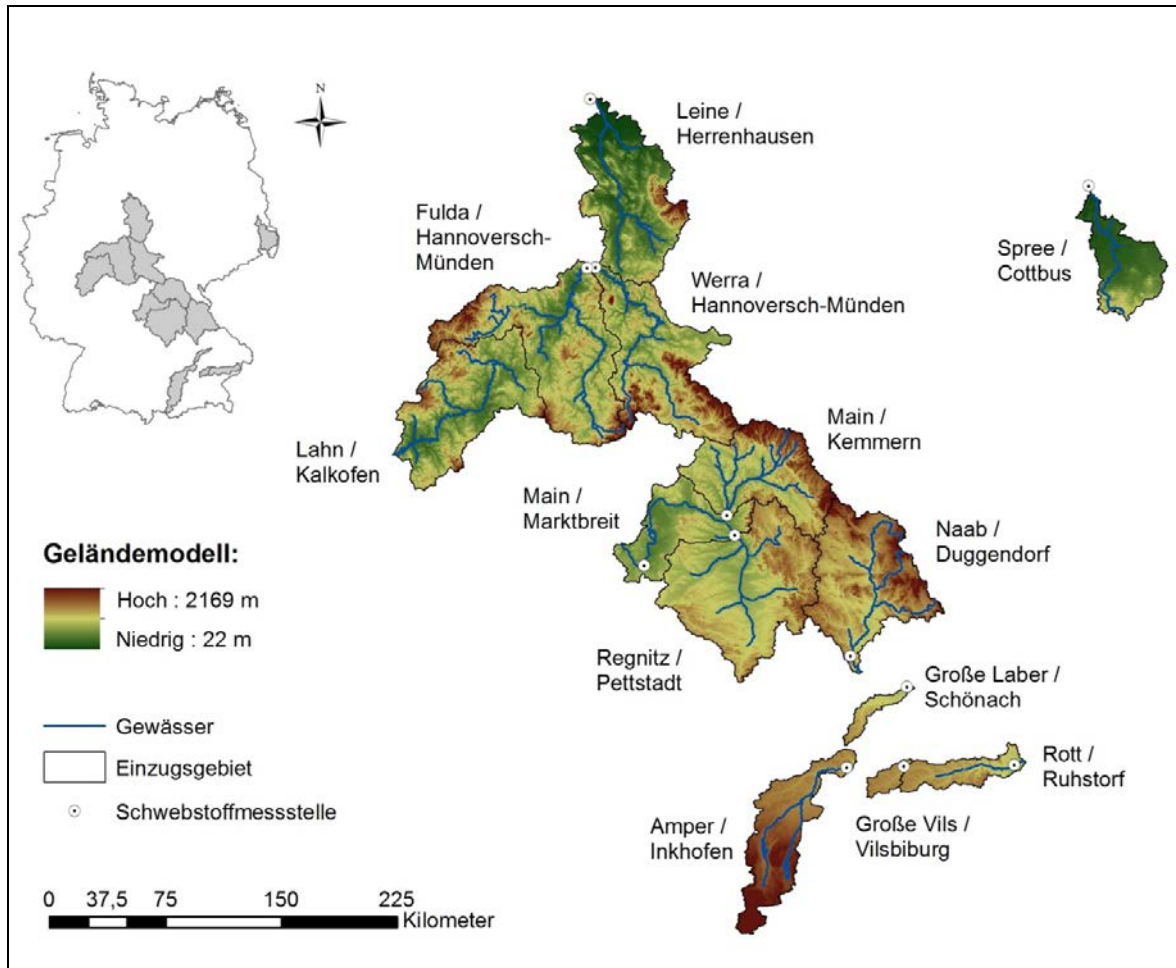 N
Leine /
Herrenhausen
Fulda /
Hannoversch-
Münden
Spree /
Cottbus
Werra /
Hannoversch-Münden
Main /
Kemmern
Lahn /
Kalkofen
Main /
Marktbreit
Naab /
Duggendorf
Geländemodell:
Hoch : 2169 m
Niedrig : 22 m
Regnitz /
Pettstadt
Große Laber /
Schönach
Gewässer
Einzugsgebiet
Schwebstoffmessstelle
Rott /
Ruhstorf
Amper /
Inkhofen
Große Vils /
Vilsbiburg
0 37,5 75 150 225
Kilometer